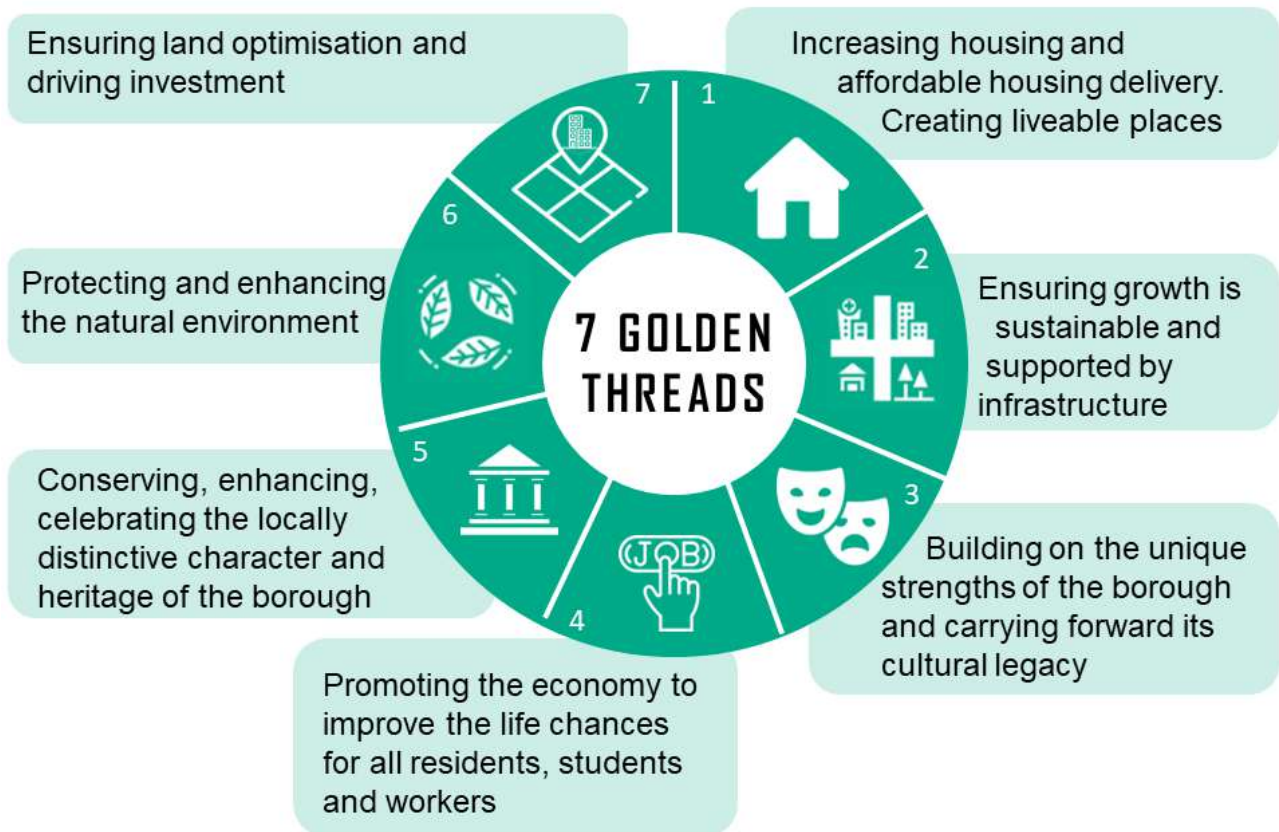 7 GOLDEN
THREADS
1
Increasing housing and
affordable housing delivery.
Creating liveable places
2
Ensuring growth is
sustainable and
supported by
infrastructure
3
Building on the unique
strengths of the borough
and carrying forward its
cultural legacy
4
JOB
Promoting the economy to
improve the life chances
for all residents, students
and workers
5
Conserving, enhancing,
celebrating the locally
distinctive character and
heritage of the borough
6
Protecting and enhancing
the natural environment
7
Ensuring land optimisation and
driving investment